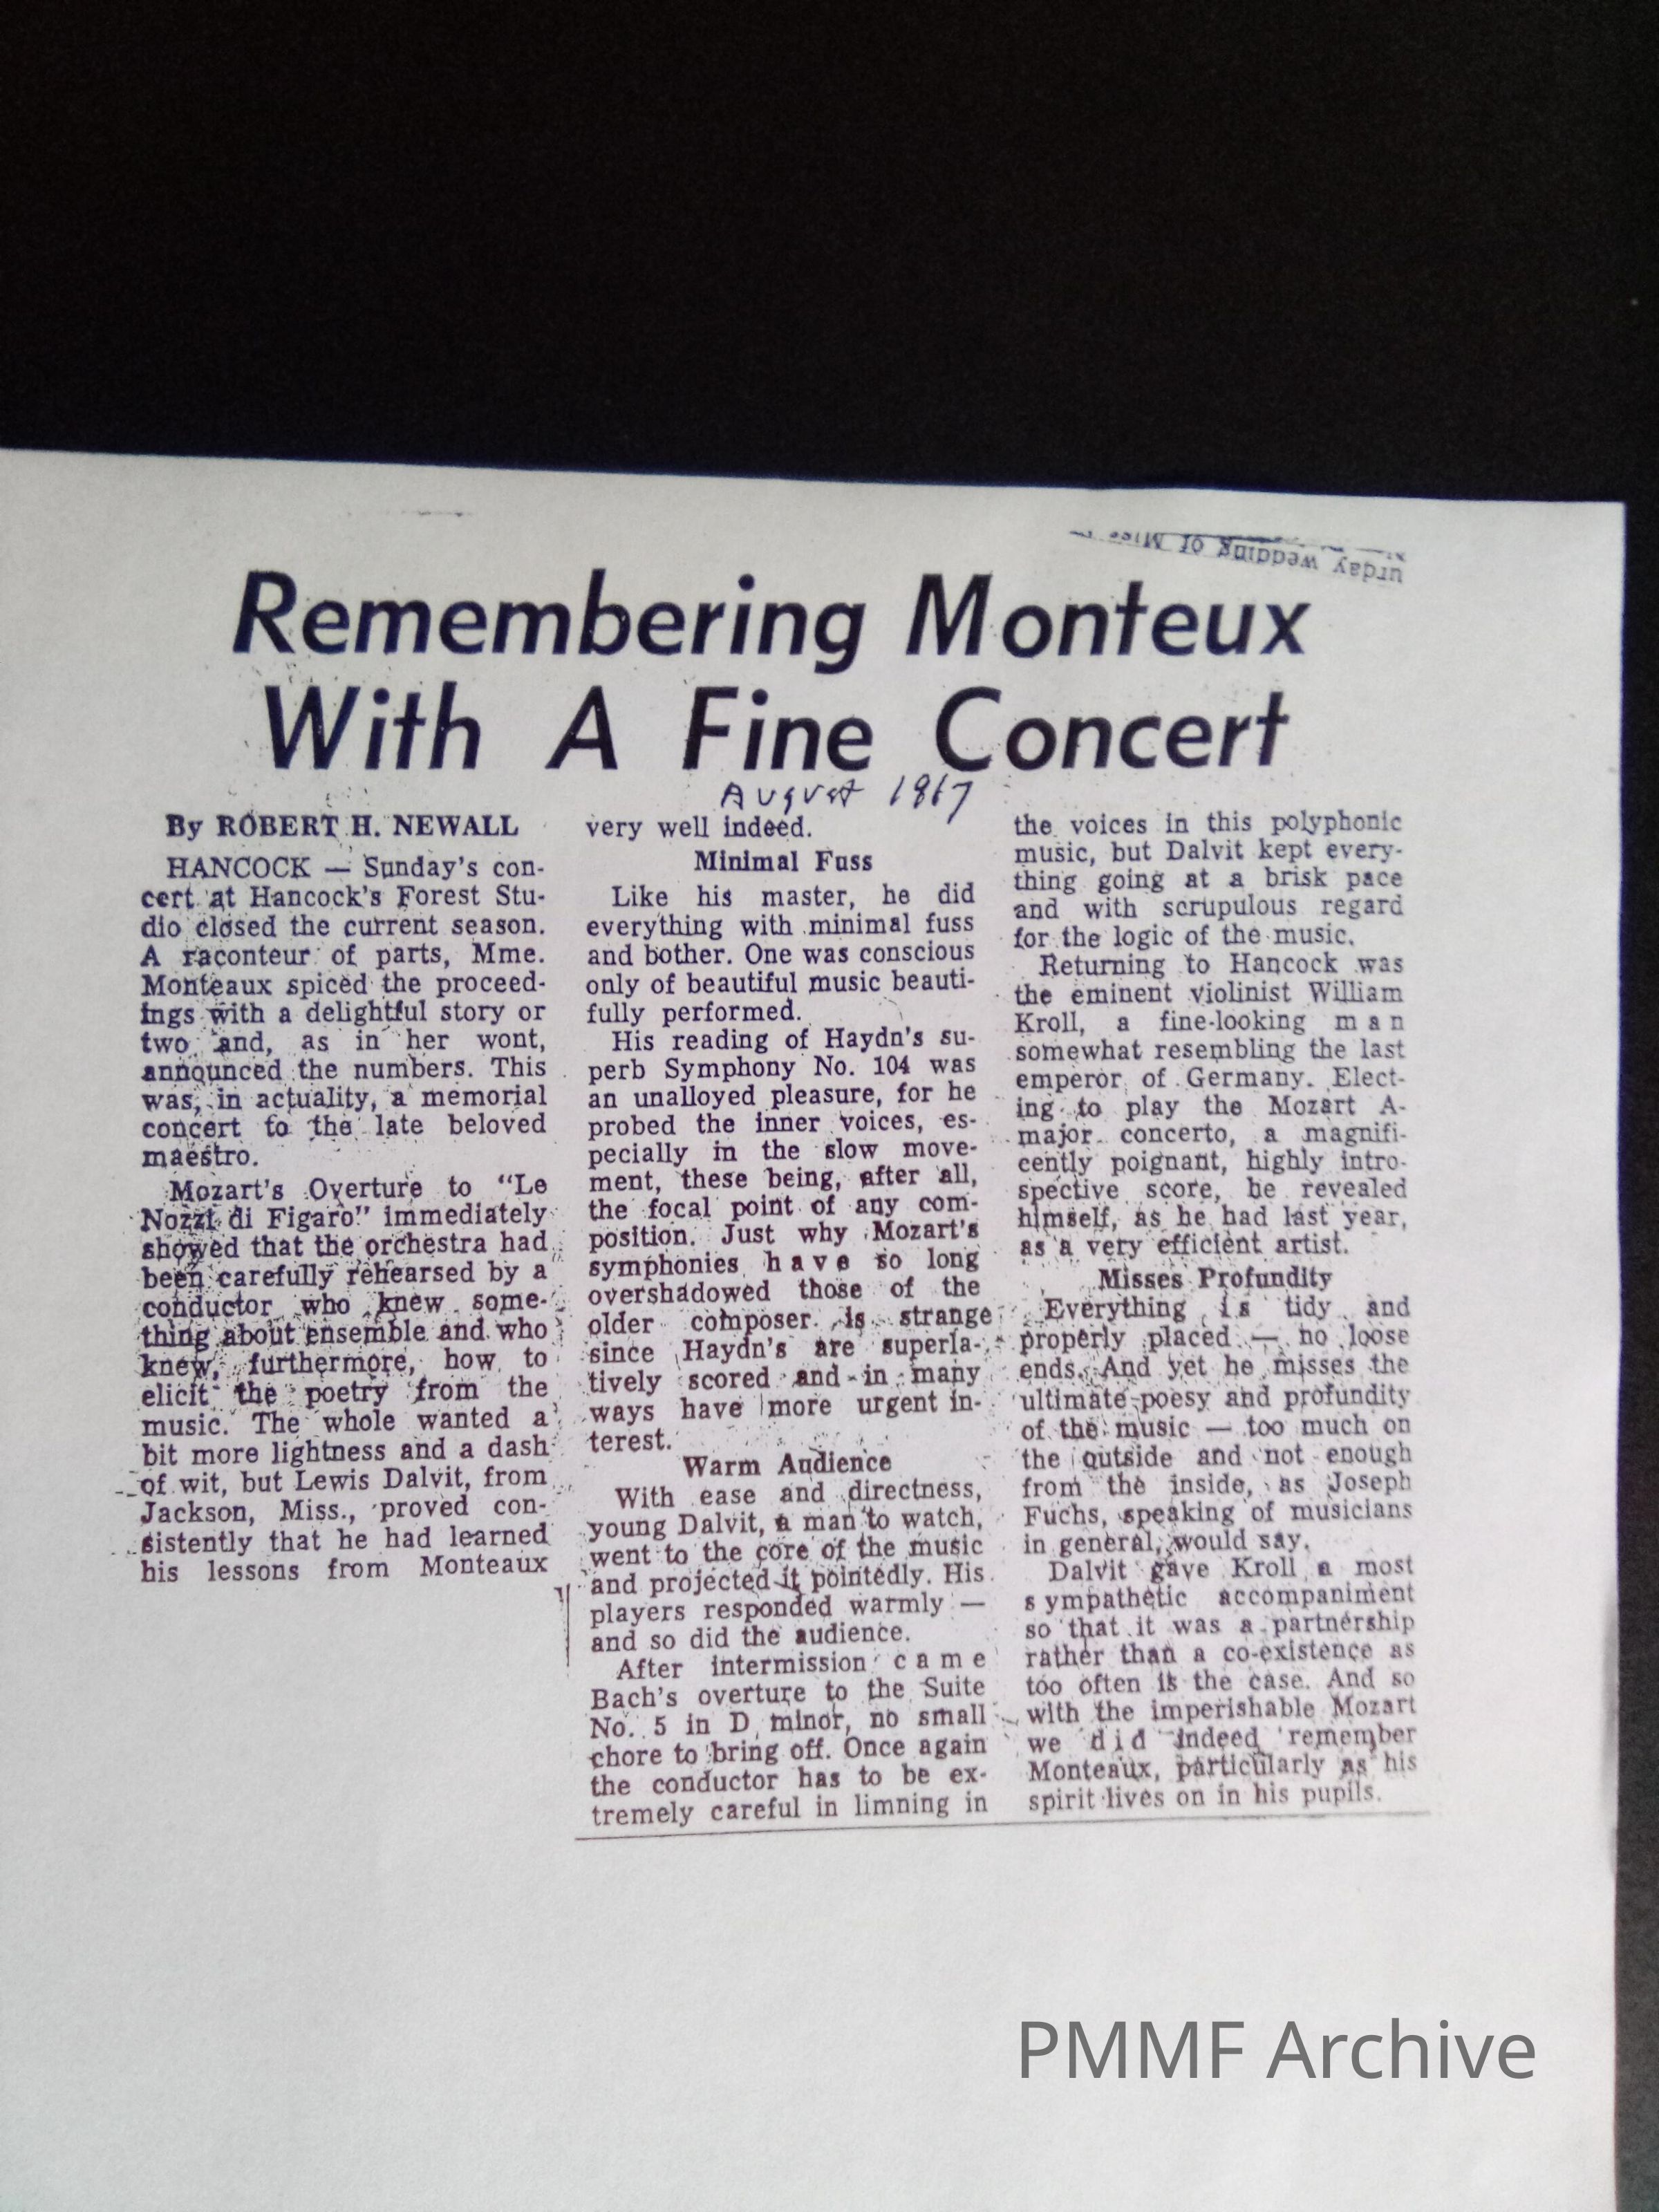 urday wedding of Miss
Remembering Monteux
With A Fine Concert
August 1967
By ROBERT H. NEWALL
HANCOCK — Sunday's con-
cert at Hancock's Forest Stu-
dio closed the current season.
A raconteur of parts, Mme.
Monteaux spiced the proceed-
ings with a delightful story or
two and, as in her wont,
announced the numbers. This
was, in actuality, a memorial
concert to the late beloved
maestro.
Mozart's Overture to "Le
Nozzi di Figaro" immediately
showed that the orchestra had
been carefully rehearsed by a
conductor who knew some-
thing about ensemble and who
knew, furthermore, how to
elicit the poetry from the
music. The whole wanted a
bit more lightness and a dash
of wit, but Lewis Dalvit, from
Jackson, Miss., proved con-
sistently that he had learned
his lessons from Monteaux
very well indeed.
Minimal Fuss
Like his master, he did
everything with minimal fuss
and bother. One was conscious
only of beautiful music beauti-
fully performed.
His reading of Haydn's su-
perb Symphony No. 104 was
an unalloyed pleasure, for he
probed the inner voices, es-
pecially in the slow move-
ment, these being, after all,
the focal point of any com-
position. Just why Mozart's
symphonies have so long
overshadowed those of the
older composer is strange
since Haydn's are superla-
tively scored and in many
ways have more urgent in-
terest.
Warm Audience
With ease and directness,
young Dalvit, a man to watch,
went to the core of the music
and projected it pointedly. His
players responded warmly —
and so did the audience.
After intermission came
Bach's overture to the Suite
No. 5 in D minor, no small
chore to bring off. Once again
the conductor has to be ex-
tremely careful in limning in
the voices in this polyphonic
music, but Dalvit kept every-
thing going at a brisk pace
and with scrupulous regard
for the logic of the music.
Returning to Hancock was
the eminent violinist William
Kroll, a fine-looking man
somewhat resembling the last
emperor of Germany. Elect-
ing to play the Mozart A-
major concerto, a magnifi-
cently poignant, highly intro-
spective score, he revealed
himself, as he had last year,
as a very efficient artist.
Misses Profundity
Everything is tidy and
properly placed — no loose
ends. And yet he misses the
ultimate poesy and profundity
of the music — too much on
the outside and not enough
from the inside, as Joseph
Fuchs, speaking of musicians
in general, would say.
Dalvit gave Kroll a most
sympathetic accompaniment
so that it was a partnership
rather than a co-existence as
too often is the case. And so
with the imperishable Mozart
we did indeed remember
Monteaux, particularly as his
spirit lives on in his pupils.
PMMF Archive